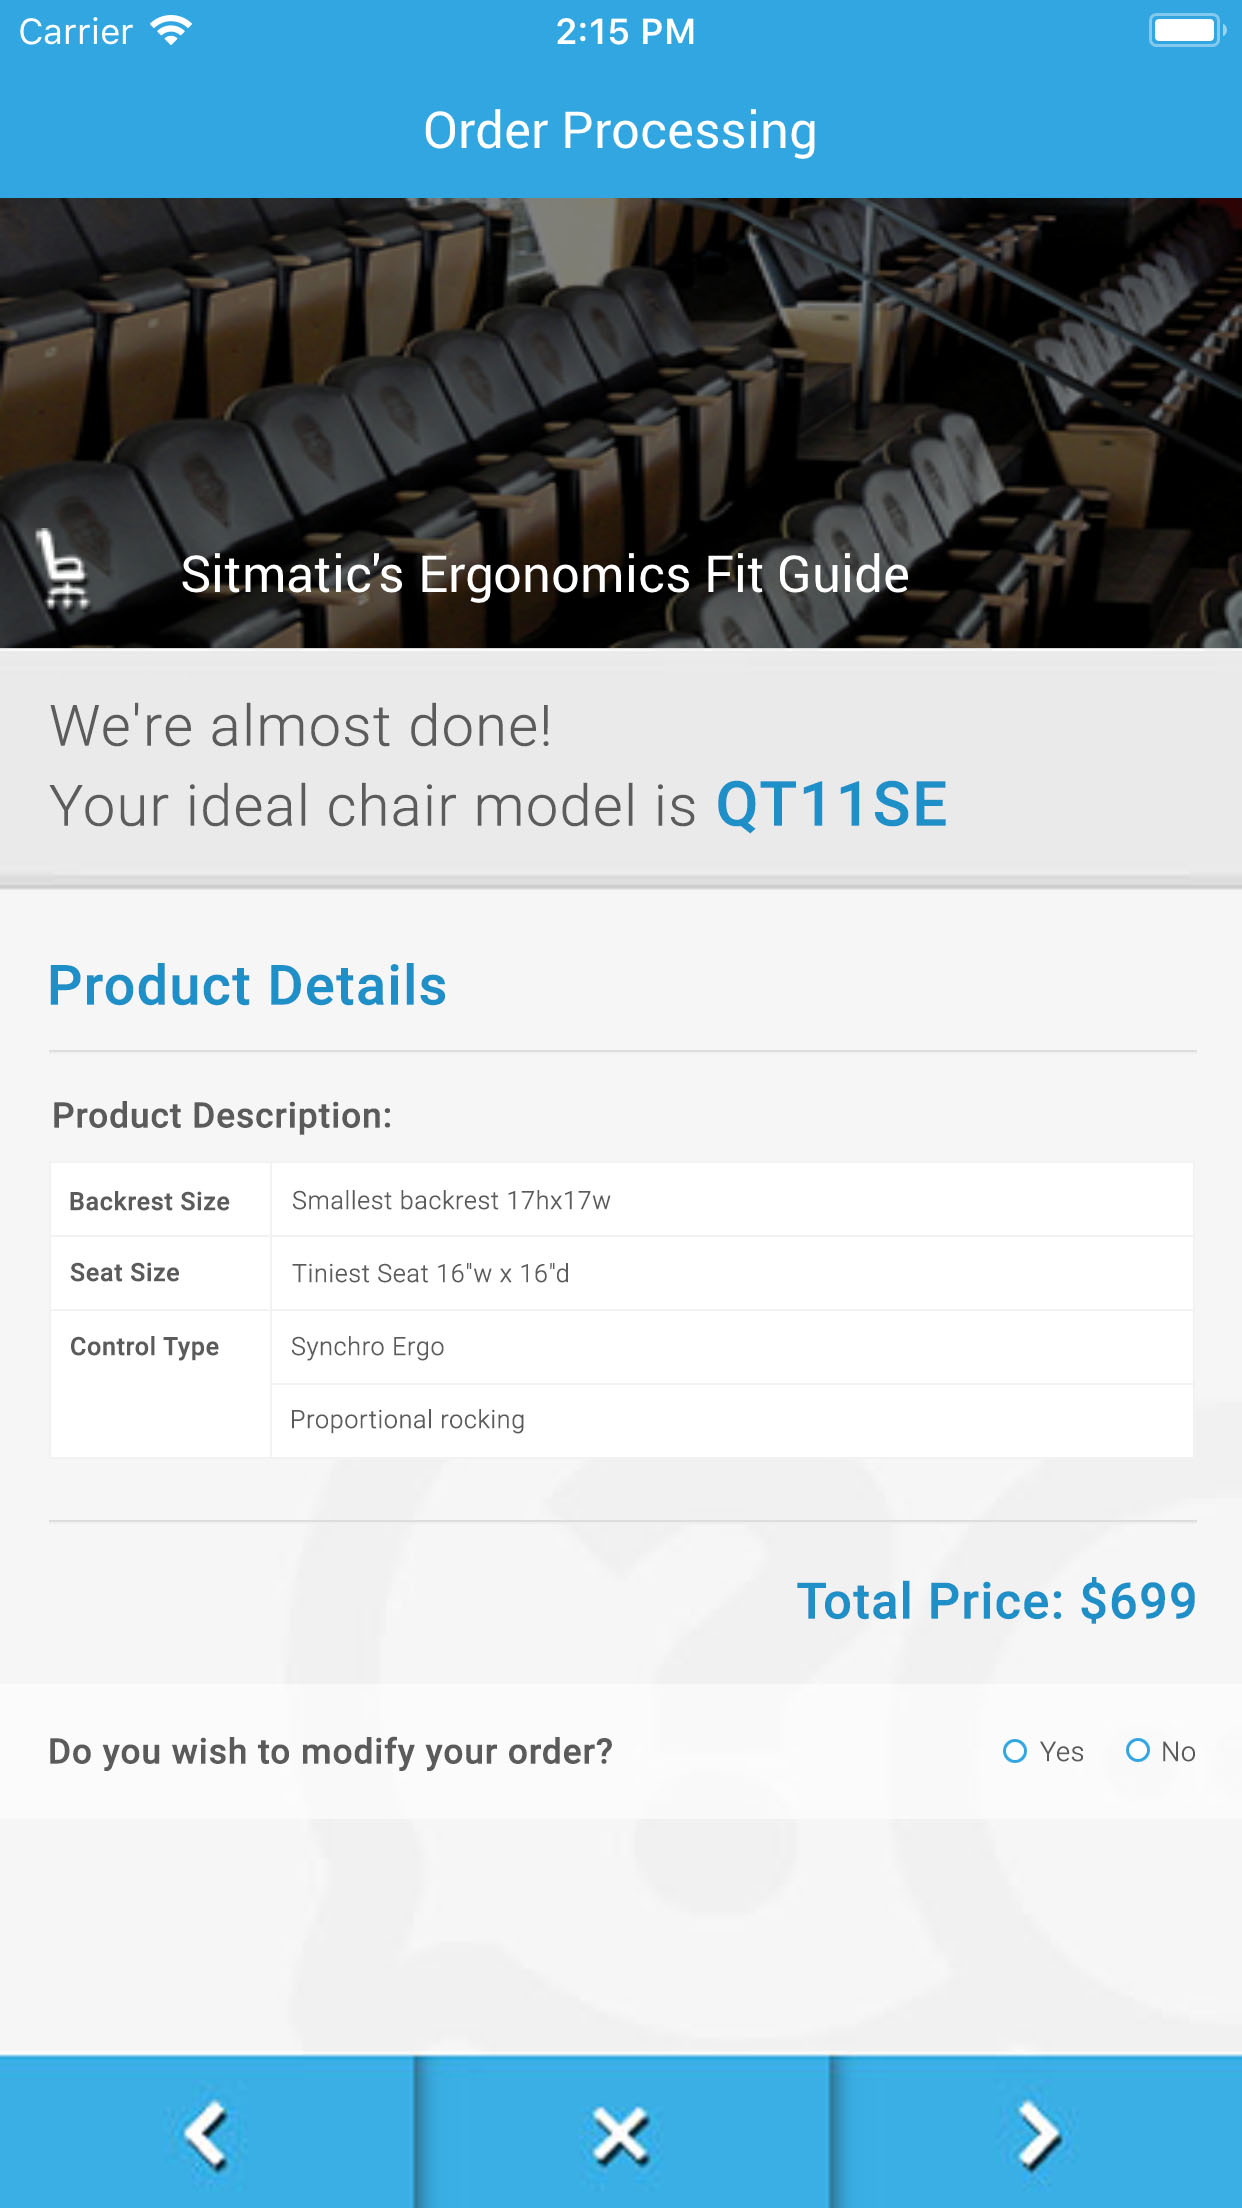 Carrier 2:15 PM
Order Processing
Sitmatic's Ergonomics Fit Guide
We're almost done!
Your ideal chair model is QT11SE
Product Details
Product Description:
Backrest Size Smallest backrest 17hx17w
Seat Size Tiniest Seat 16"w x 16"d
Control Type Synchro Ergo
Proportional rocking
Total Price: $699
Do you wish to modify your order? Yes No